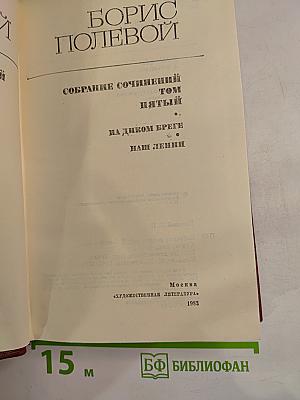 БОРИС
ПОЛЕВОЙ
СОБРАНИЕ СОЧИНЕНИЙ
ТОМ
ПЯТЫЙ
•
НА ДИКОМ БРЕГЕ
•
НАШ ЛЕНИН
Москва
«ХУДОЖЕСТВЕННАЯ ЛИТЕРАТУРА»
1983
15 м
БФ БИБЛИОФАН